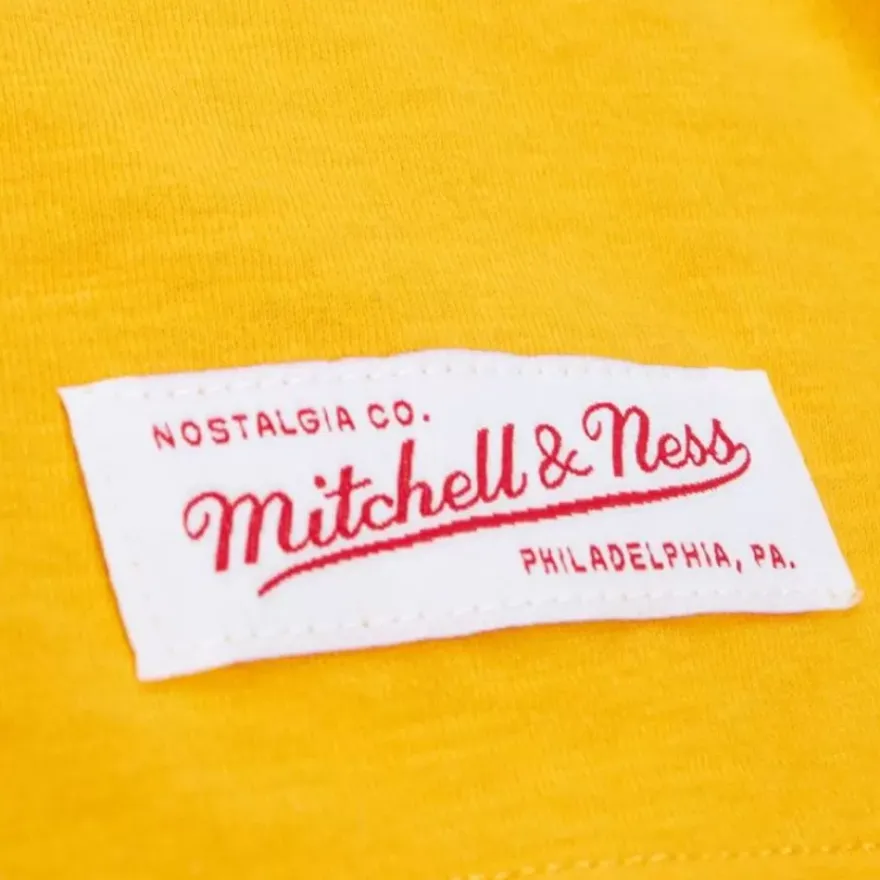 NOSTALGIA CO.
Mitchell & Ness
PHILADELPHIA, PA.